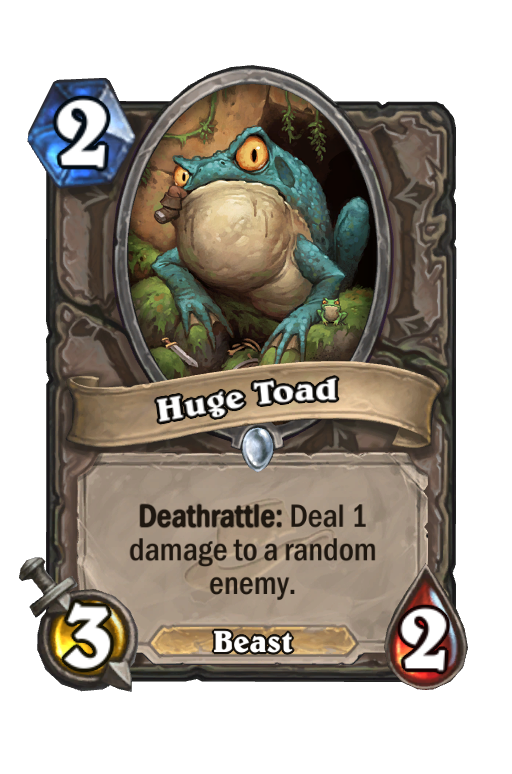 2
Huge Toad
Deathrattle: Deal 1
damage to a random
enemy.
3
Beast
2